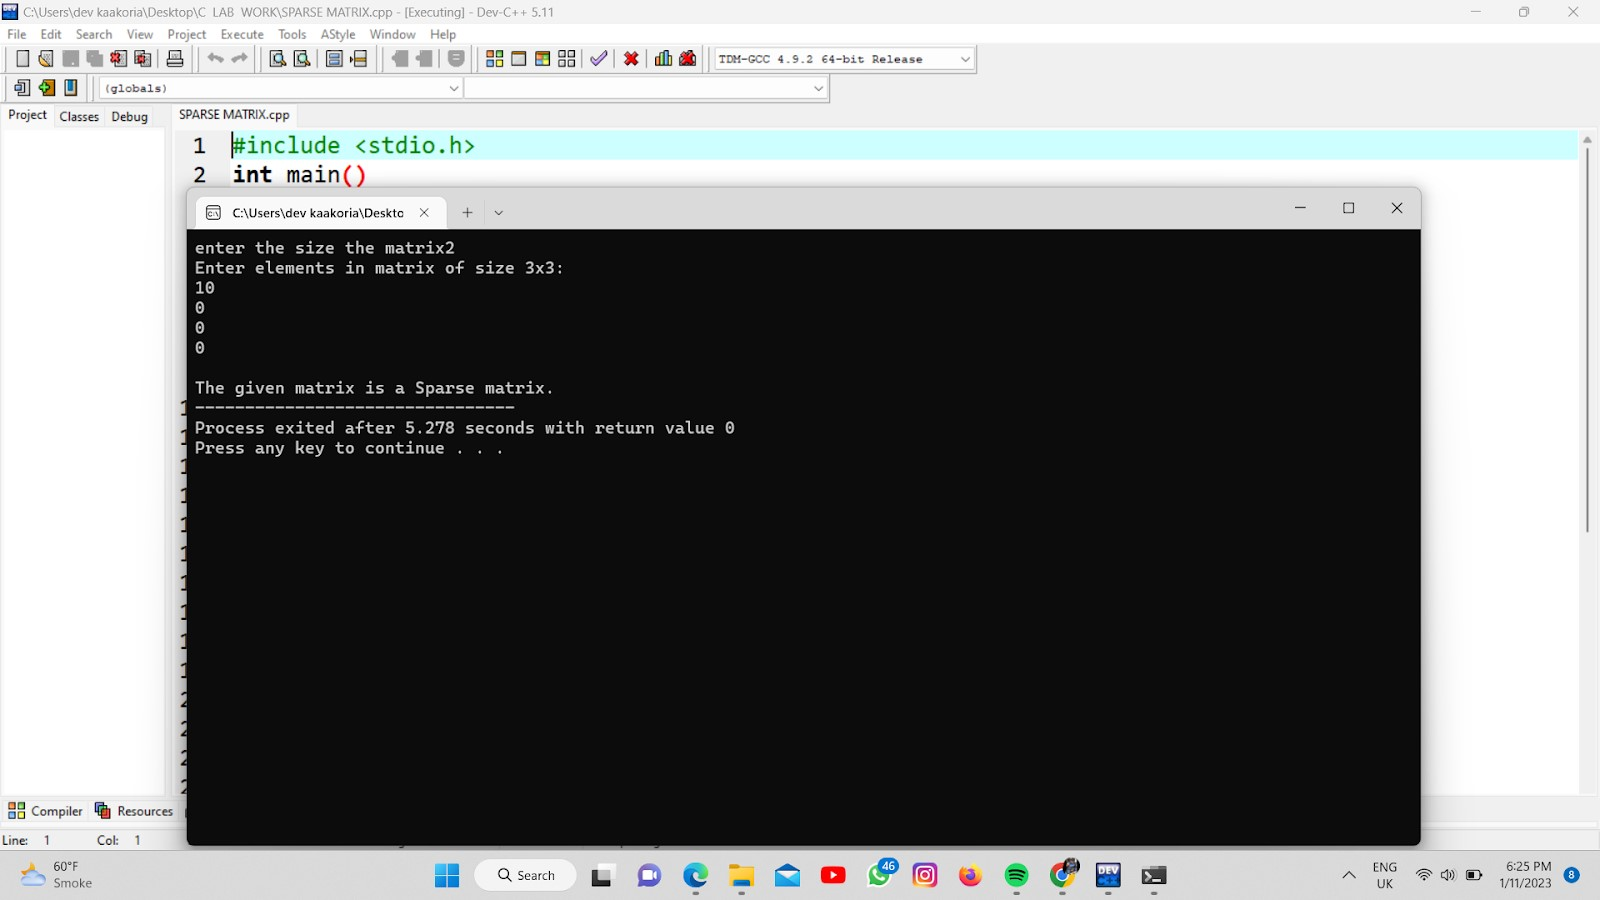 C:\Users\dev kaakoria\Desktop\C LAB WORK\SPARSE MATRIX.cpp - [Executing] - Dev-C++ 5.11
File Edit Search View Project Execute Tools AStyle Window Help
TDM-GCC 4.9.2 64-bit Release
(globals)
Project Classes Debug SPARSE MATRIX.cpp
1 #include <stdio.h>
2 int main()
C:\Users\dev kaakoria\Deskto
enter the size the matrix2
Enter elements in matrix of size 3x3:
10
0
0
0
The given matrix is a Sparse matrix.
--------------------------------
Process exited after 5.278 seconds with return value 0
Press any key to continue . . .
Compiler Resources
Line: 1 Col: 1
60°F
Smoke
Search
46
DEV
ENG
UK
6:25 PM
1/11/2023
8